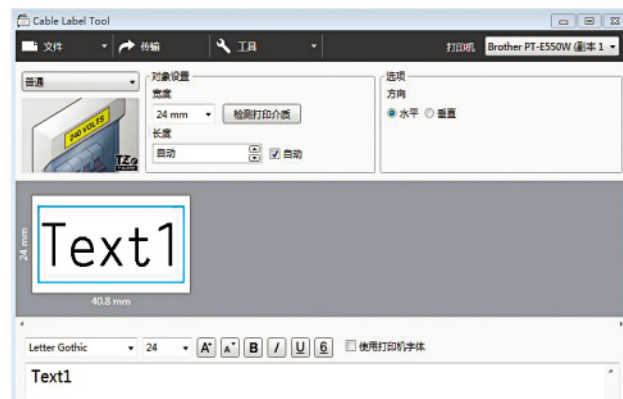 Cable Label Tool
文件 传输 工具 打印机 Brother PT-E550W (副本 1
普通
240 VOLTS
TZe
对象设置
宽度
24 mm 检测打印介质
长度
自动 自动
选项
方向
水平 垂直
24 mm
Text1
40.8 mm
Letter Gothic 24 A A B I U 6 使用打印机字体
Text1